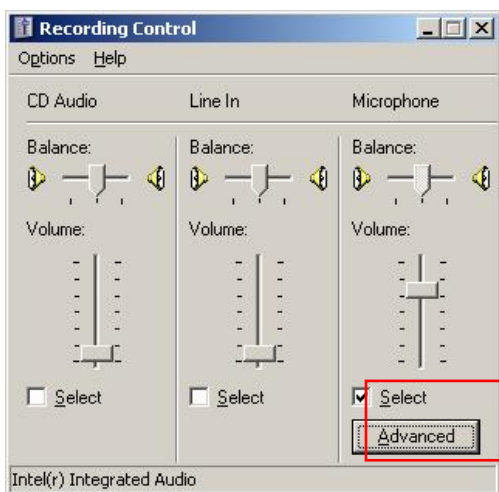 Recording Control
Options Help
CD Audio Line In Microphone
Balance: Balance: Balance:
Volume: Volume: Volume:
Select Select Select
Advanced
Intel(r) Integrated Audio